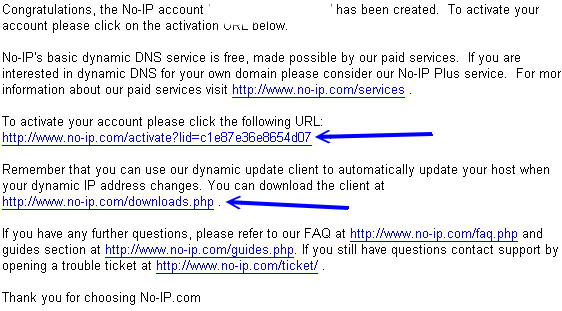 Congratulations, the No-IP account has been created. To activate your
account please click on the activation URL below.
No-IP's basic dynamic DNS service is free, made possible by our paid services. If you are
interested in dynamic DNS for your own domain please consider our No-IP Plus service. For mor
information about our paid services visit http://www.no-ip.com/services .
To activate your account please click the following URL:
http://www.no-ip.com/activate?lid=c1e87e36e8654d07
Remember that you can use our dynamic update client to automatically update your host when
your dynamic IP address changes. You can download the client at
http://www.no-ip.com/downloads.php .
If you have any further questions, please refer to our FAQ at http://www.no-ip.com/faq.php and
guides section at http://www.no-ip.com/guides.php. If you still have questions contact support by
opening a trouble ticket at http://www.no-ip.com/ticket/ .
Thank you for choosing No-IP.com